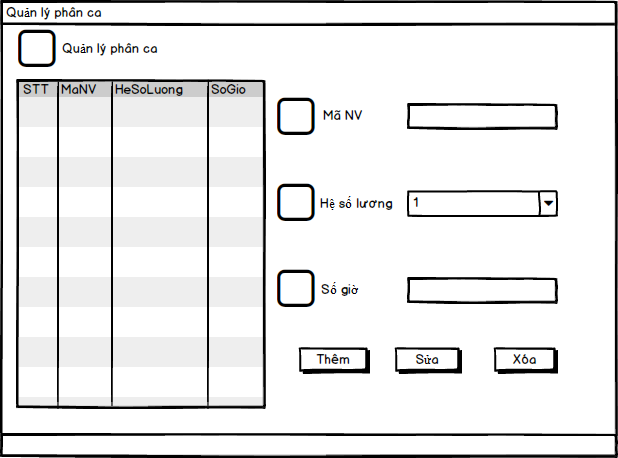 Quản lý phân ca
Quản lý phân ca
STT MaNV HeSoLuong SoGio
Mã NV
Hệ số lương 1
Số giờ
Thêm Sửa Xóa